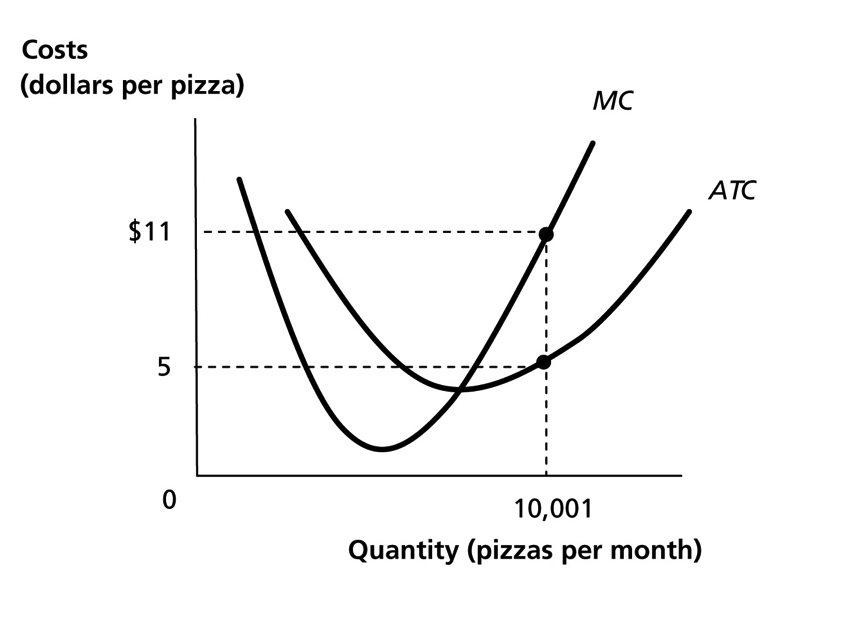 Costs
(dollars per pizza)
MC
ATC
$11
5
0
10,001
Quantity (pizzas per month)